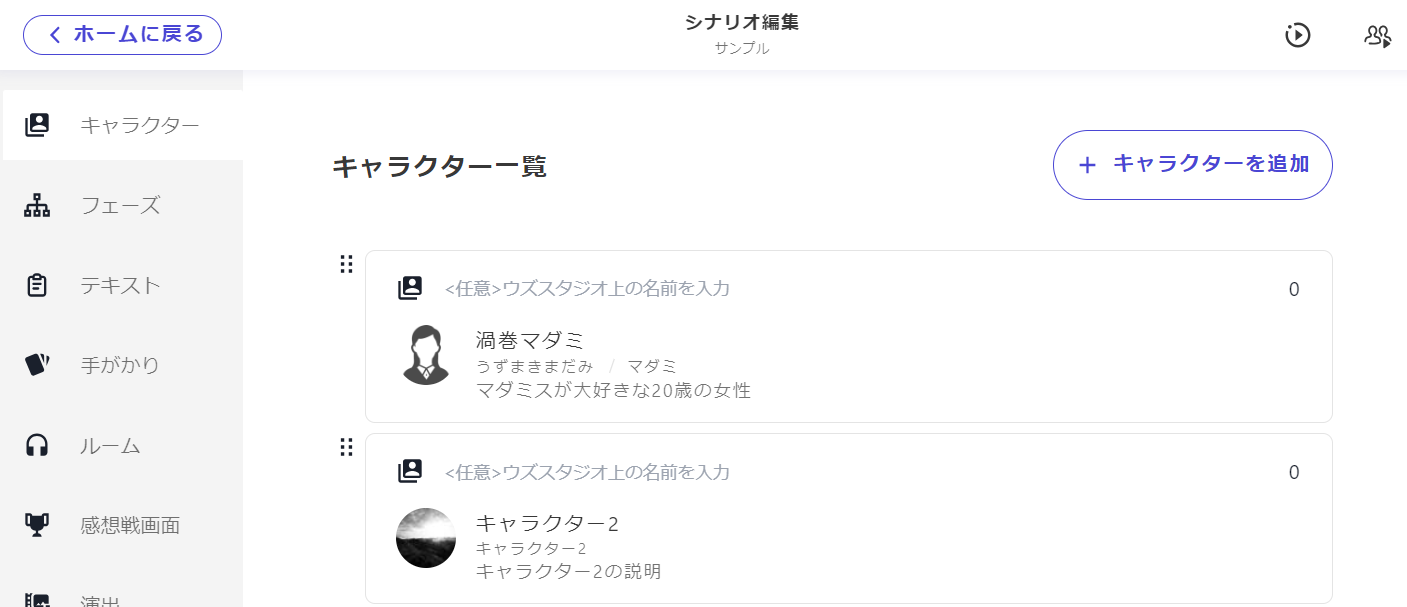 ホームに戻る
シナリオ編集
サンプル
キャラクター
フェーズ
テキスト
手がかり
ルーム
感想戦画面
演出
キャラクター一覧
+ キャラクターを追加
<任意>ウズスタジオ上の名前を入力 0
渦巻マダミ
うずまきまだみ / マダミ
マダミスが大好きな20歳の女性
<任意>ウズスタジオ上の名前を入力 0
キャラクター2
キャラクター2
キャラクター2の説明